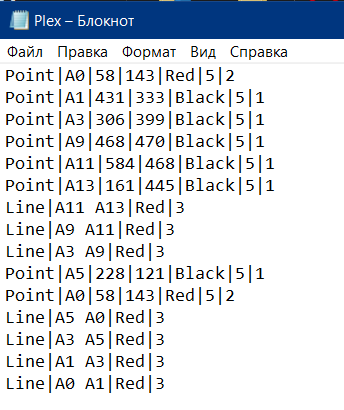 Plex – Блокнот
Файл Правка Формат Вид Справка
Point|A0|58|143|Red|5|2
Point|A1|431|333|Black|5|1
Point|A3|306|399|Black|5|1
Point|A9|468|470|Black|5|1
Point|A11|584|468|Black|5|1
Point|A13|161|445|Black|5|1
Line|A11 A13|Red|3
Line|A9 A11|Red|3
Line|A3 A9|Red|3
Point|A5|228|121|Black|5|1
Point|A0|58|143|Red|5|2
Line|A5 A0|Red|3
Line|A3 A5|Red|3
Line|A1 A3|Red|3
Line|A0 A1|Red|3